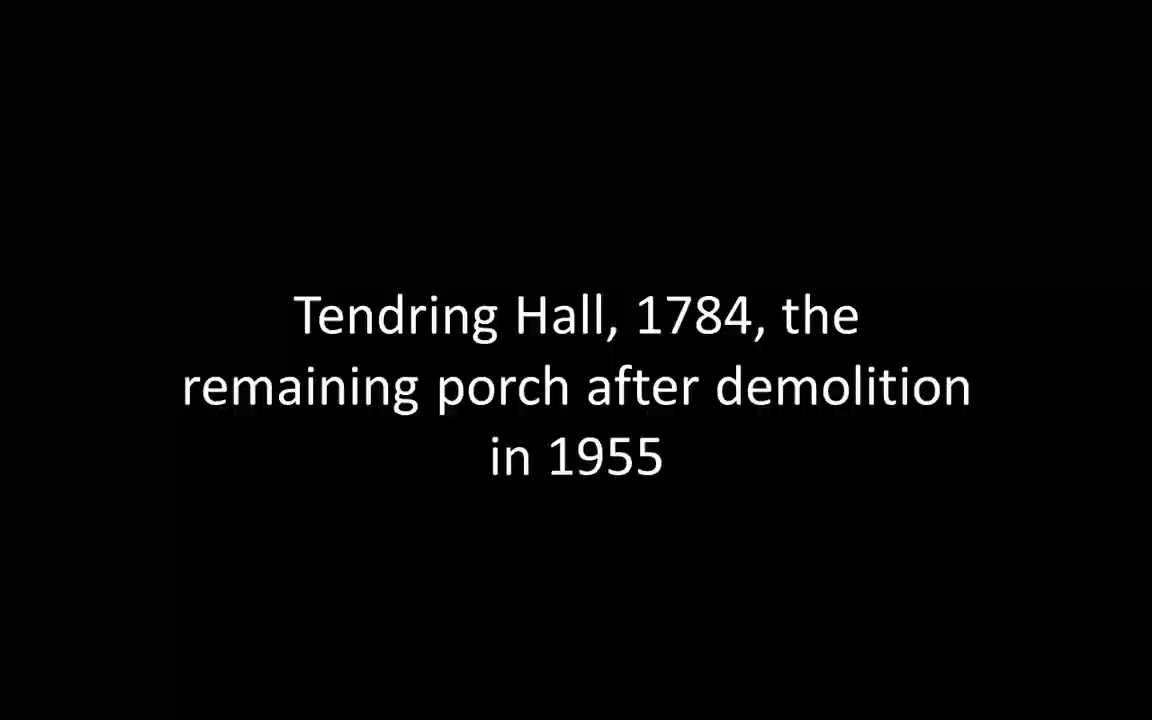 Tendring Hall, 1784, the
remaining porch after demolition
in 1955